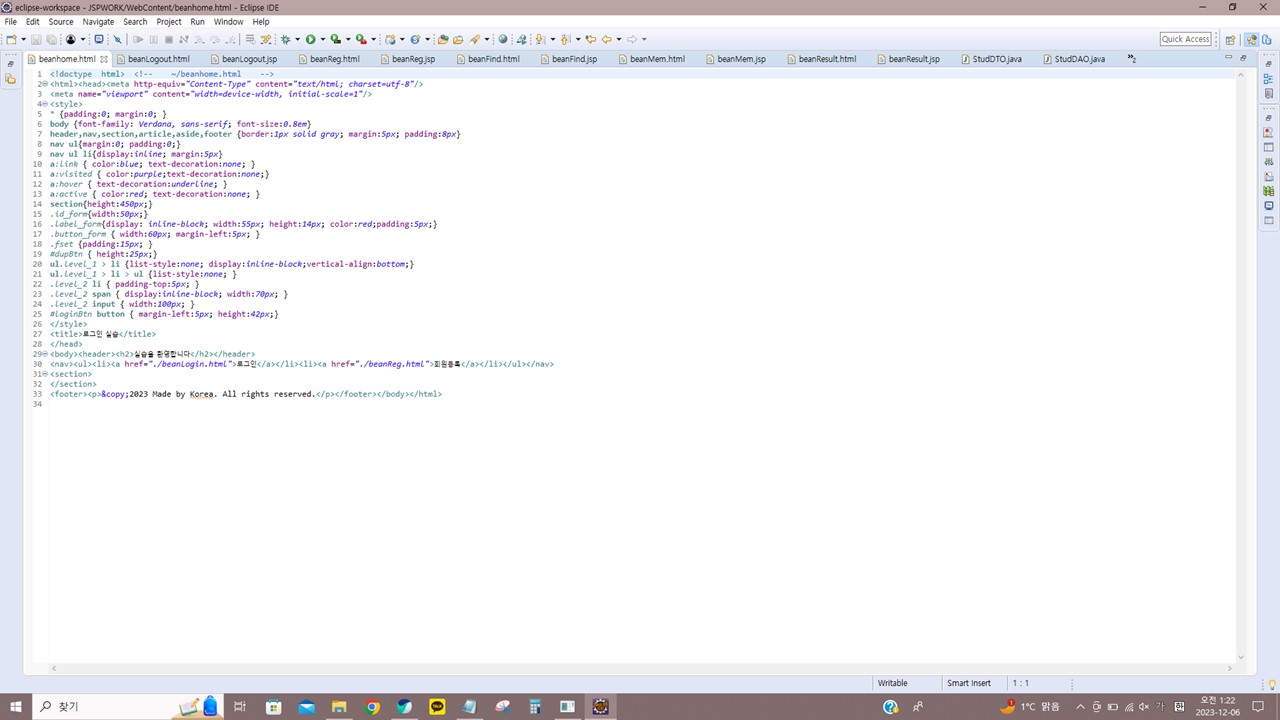 eclipse-workspace - JSPWORK/WebContent/beanhome.html - Eclipse IDE
File Edit Source Navigate Search Project Run Window Help
Quick Access
beanhome.html beanLogout.html beanLogout.jsp beanReg.html beanReg.jsp beanFind.html beanFind.jsp beanMem.html beanMem.jsp beanResult.html beanResult.jsp StudDTO.java StudDAO.java »2
1 <!doctype html> <!-- ~/beanhome.html -->
2 <html><head><meta http-equiv="Content-Type" content="text/html; charset=utf-8"/>
3 <meta name="viewport" content="width=device-width, initial-scale=1"/>
4 <style>
5 * {padding:0; margin:0; }
6 body {font-family: Verdana, sans-serif; font-size:0.8em}
7 header,nav,section,article,aside,footer {border:1px solid gray; margin:5px; padding:8px}
8 nav ul{margin:0; padding:0;}
9 nav ul li{display:inline; margin:5px}
10 a:link { color:blue; text-decoration:none; }
11 a:visited { color:purple;text-decoration:none;}
12 a:hover { text-decoration:underline; }
13 a:active { color:red; text-decoration:none; }
14 section{height:450px;}
15 .id_form{width:50px;}
16 .label_form{display: inline-block; width:55px; height:14px; color:red;padding:5px;}
17 .button_form { width:60px; margin-left:5px; }
18 .fset {padding:15px; }
19 #dupBtn { height:25px;}
20 ul.level_1 > li {list-style:none; display:inline-block;vertical-align:bottom;}
21 ul.level_1 > li > ul {list-style:none; }
22 .level_2 li { padding-top:5px; }
23 .level_2 span { display:inline-block; width:70px; }
24 .level_2 input { width:100px; }
25 #loginBtn button { margin-left:5px; height:42px;}
26 </style>
27 <title>로그인 실습</title>
28 </head>
29 <body><header><h2>실습을 환영합니다</h2></header>
30 <nav><ul><li><a href="./beanLogin.html">로그인</a></li><li><a href="./beanReg.html">회원등록</a></li></ul></nav>
31 <section>
32 </section>
33 <footer><p>&copy;2023 Made by Korea. All rights reserved.</p></footer></body></html>
34
Writable Smart Insert 1 : 1
찾기
1°C 맑음
가
오전 1:22
2023-12-06